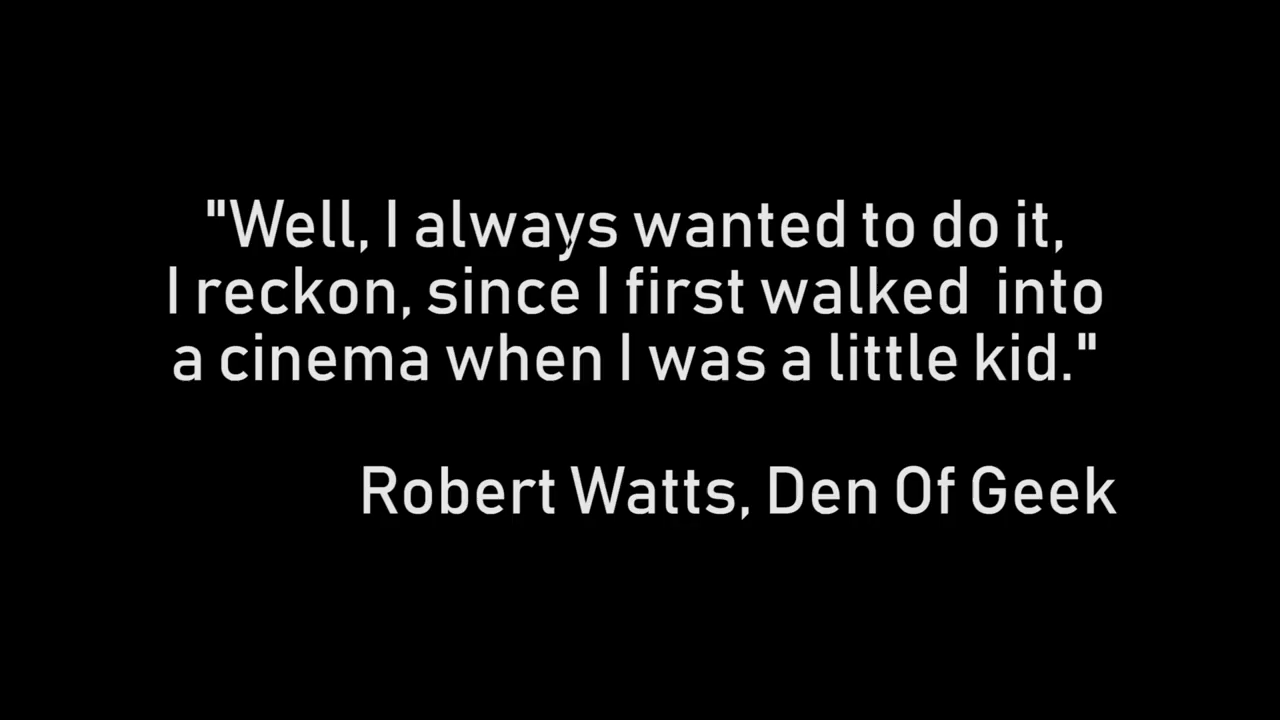 "Well, I always wanted to do it,
I reckon, since I first walked  into
a cinema when I was a little kid."
Robert Watts, Den Of Geek